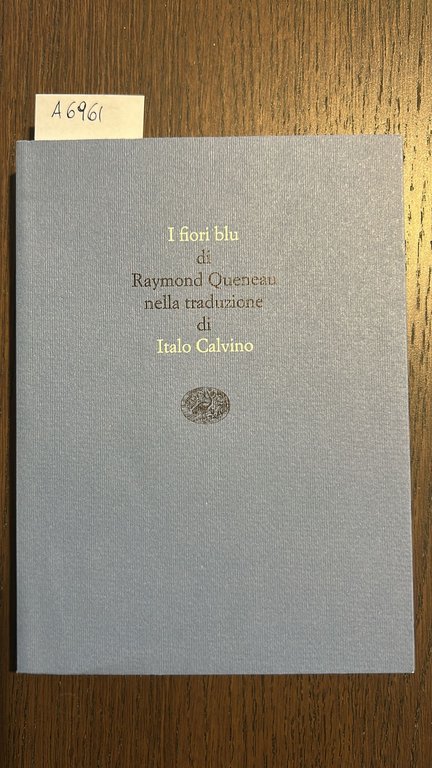 A6961
I fiori blu
di
Raymond Queneau
nella traduzione
di
Italo Calvino